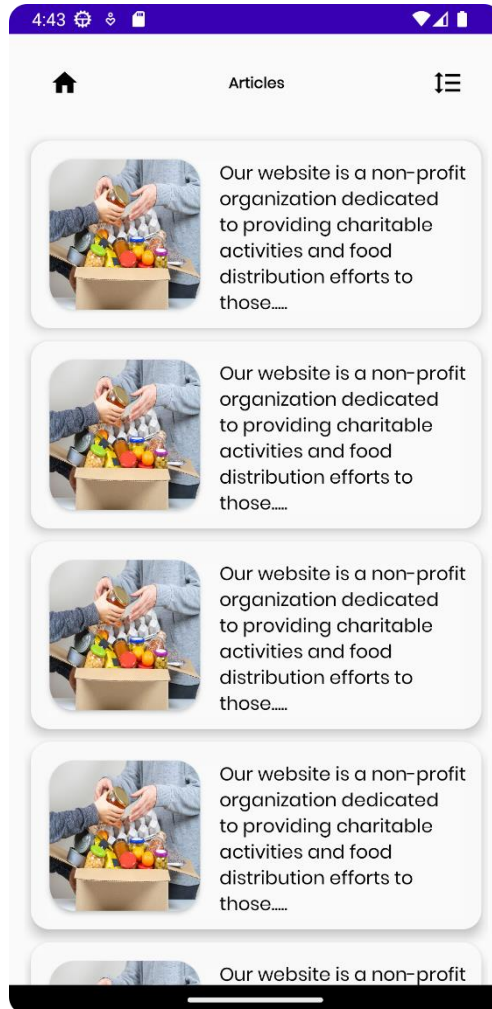 4:43
Articles
Our website is a non-profit
organization dedicated
to providing charitable
activities and food
distribution efforts to
those.....
Our website is a non-profit
organization dedicated
to providing charitable
activities and food
distribution efforts to
those.....
Our website is a non-profit
organization dedicated
to providing charitable
activities and food
distribution efforts to
those.....
Our website is a non-profit
organization dedicated
to providing charitable
activities and food
distribution efforts to
those.....
Our website is a non-profit